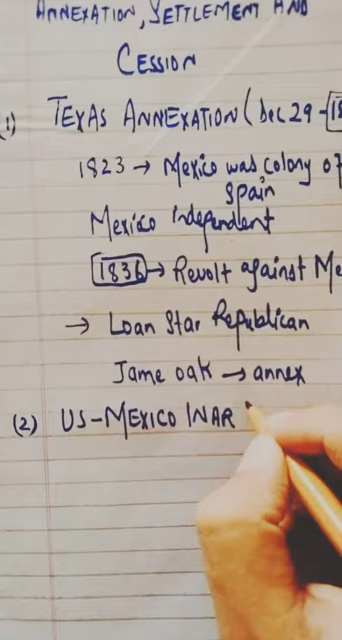 ANNEXATION, SETTLEMENT AND
CESSION
(1) TEXAS ANNEXATION (Dec 29 - 18
1823 → Mexico was colony of
Spain
Mexico Independent
1836 → Revolt against Me
→ Loan Star Republican
Jame oak → annex
(2) US-MEXICO WAR